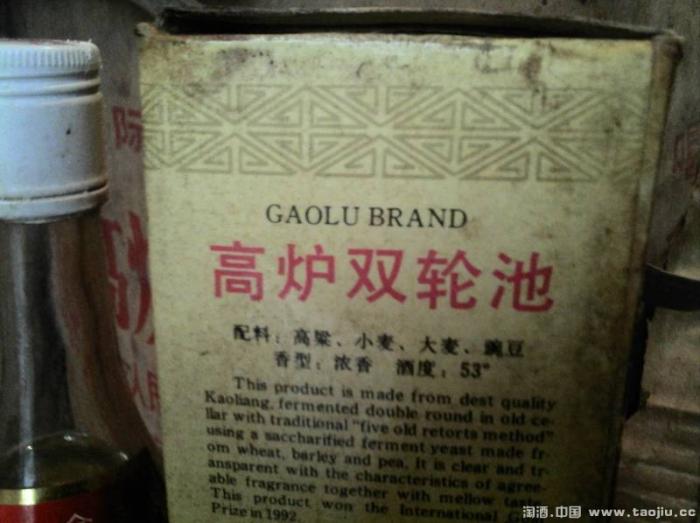 GAOLU BRAND
高炉双轮池
配料：高粱、小麦、大麦、豌豆
香型：浓香 酒度：53°
This product is made from dest quality
Kaoliang, fermented double round in old ce-
llar with traditional "five old retorts method"
using a saccharified ferment yeast made fr-
om wheat, barley and pea. It is clear and tr-
ansparent with the characteristics of agree-
able fragrance together with mellow taste.
This product won the International
Prize in 1992.
际
人民
淘酒.中国 www.taojiu.cc